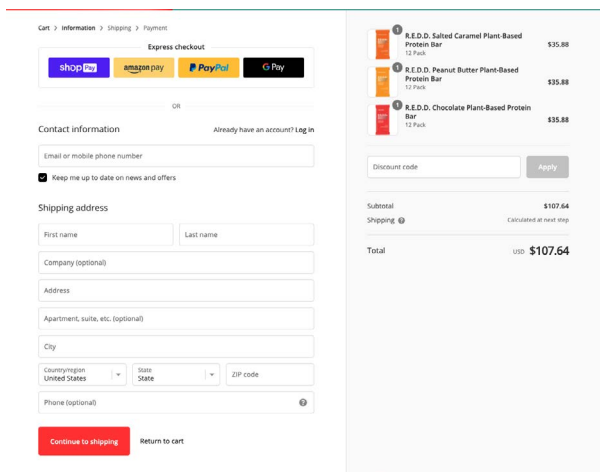 Cart > Information > Shipping > Payment
Express checkout
shop Pay
amazon pay
PayPal
G Pay
OR
Contact information
Already have an account? Log in
Email or mobile phone number
Keep me up to date on news and offers
Shipping address
First name
Last name
Company (optional)
Address
Apartment, suite, etc. (optional)
City
Country/region
United States
State
State
ZIP code
Phone (optional)
?
Continue to shipping
Return to cart
1
R.E.D.D. Salted Caramel Plant-Based
Protein Bar
12 Pack
$35.88
1
R.E.D.D. Peanut Butter Plant-Based
Protein Bar
12 Pack
$35.88
1
R.E.D.D. Chocolate Plant-Based Protein
Bar
12 Pack
$35.88
Discount code
Apply
Subtotal
$107.64
Shipping ?
Calculated at next step
Total
USD $107.64